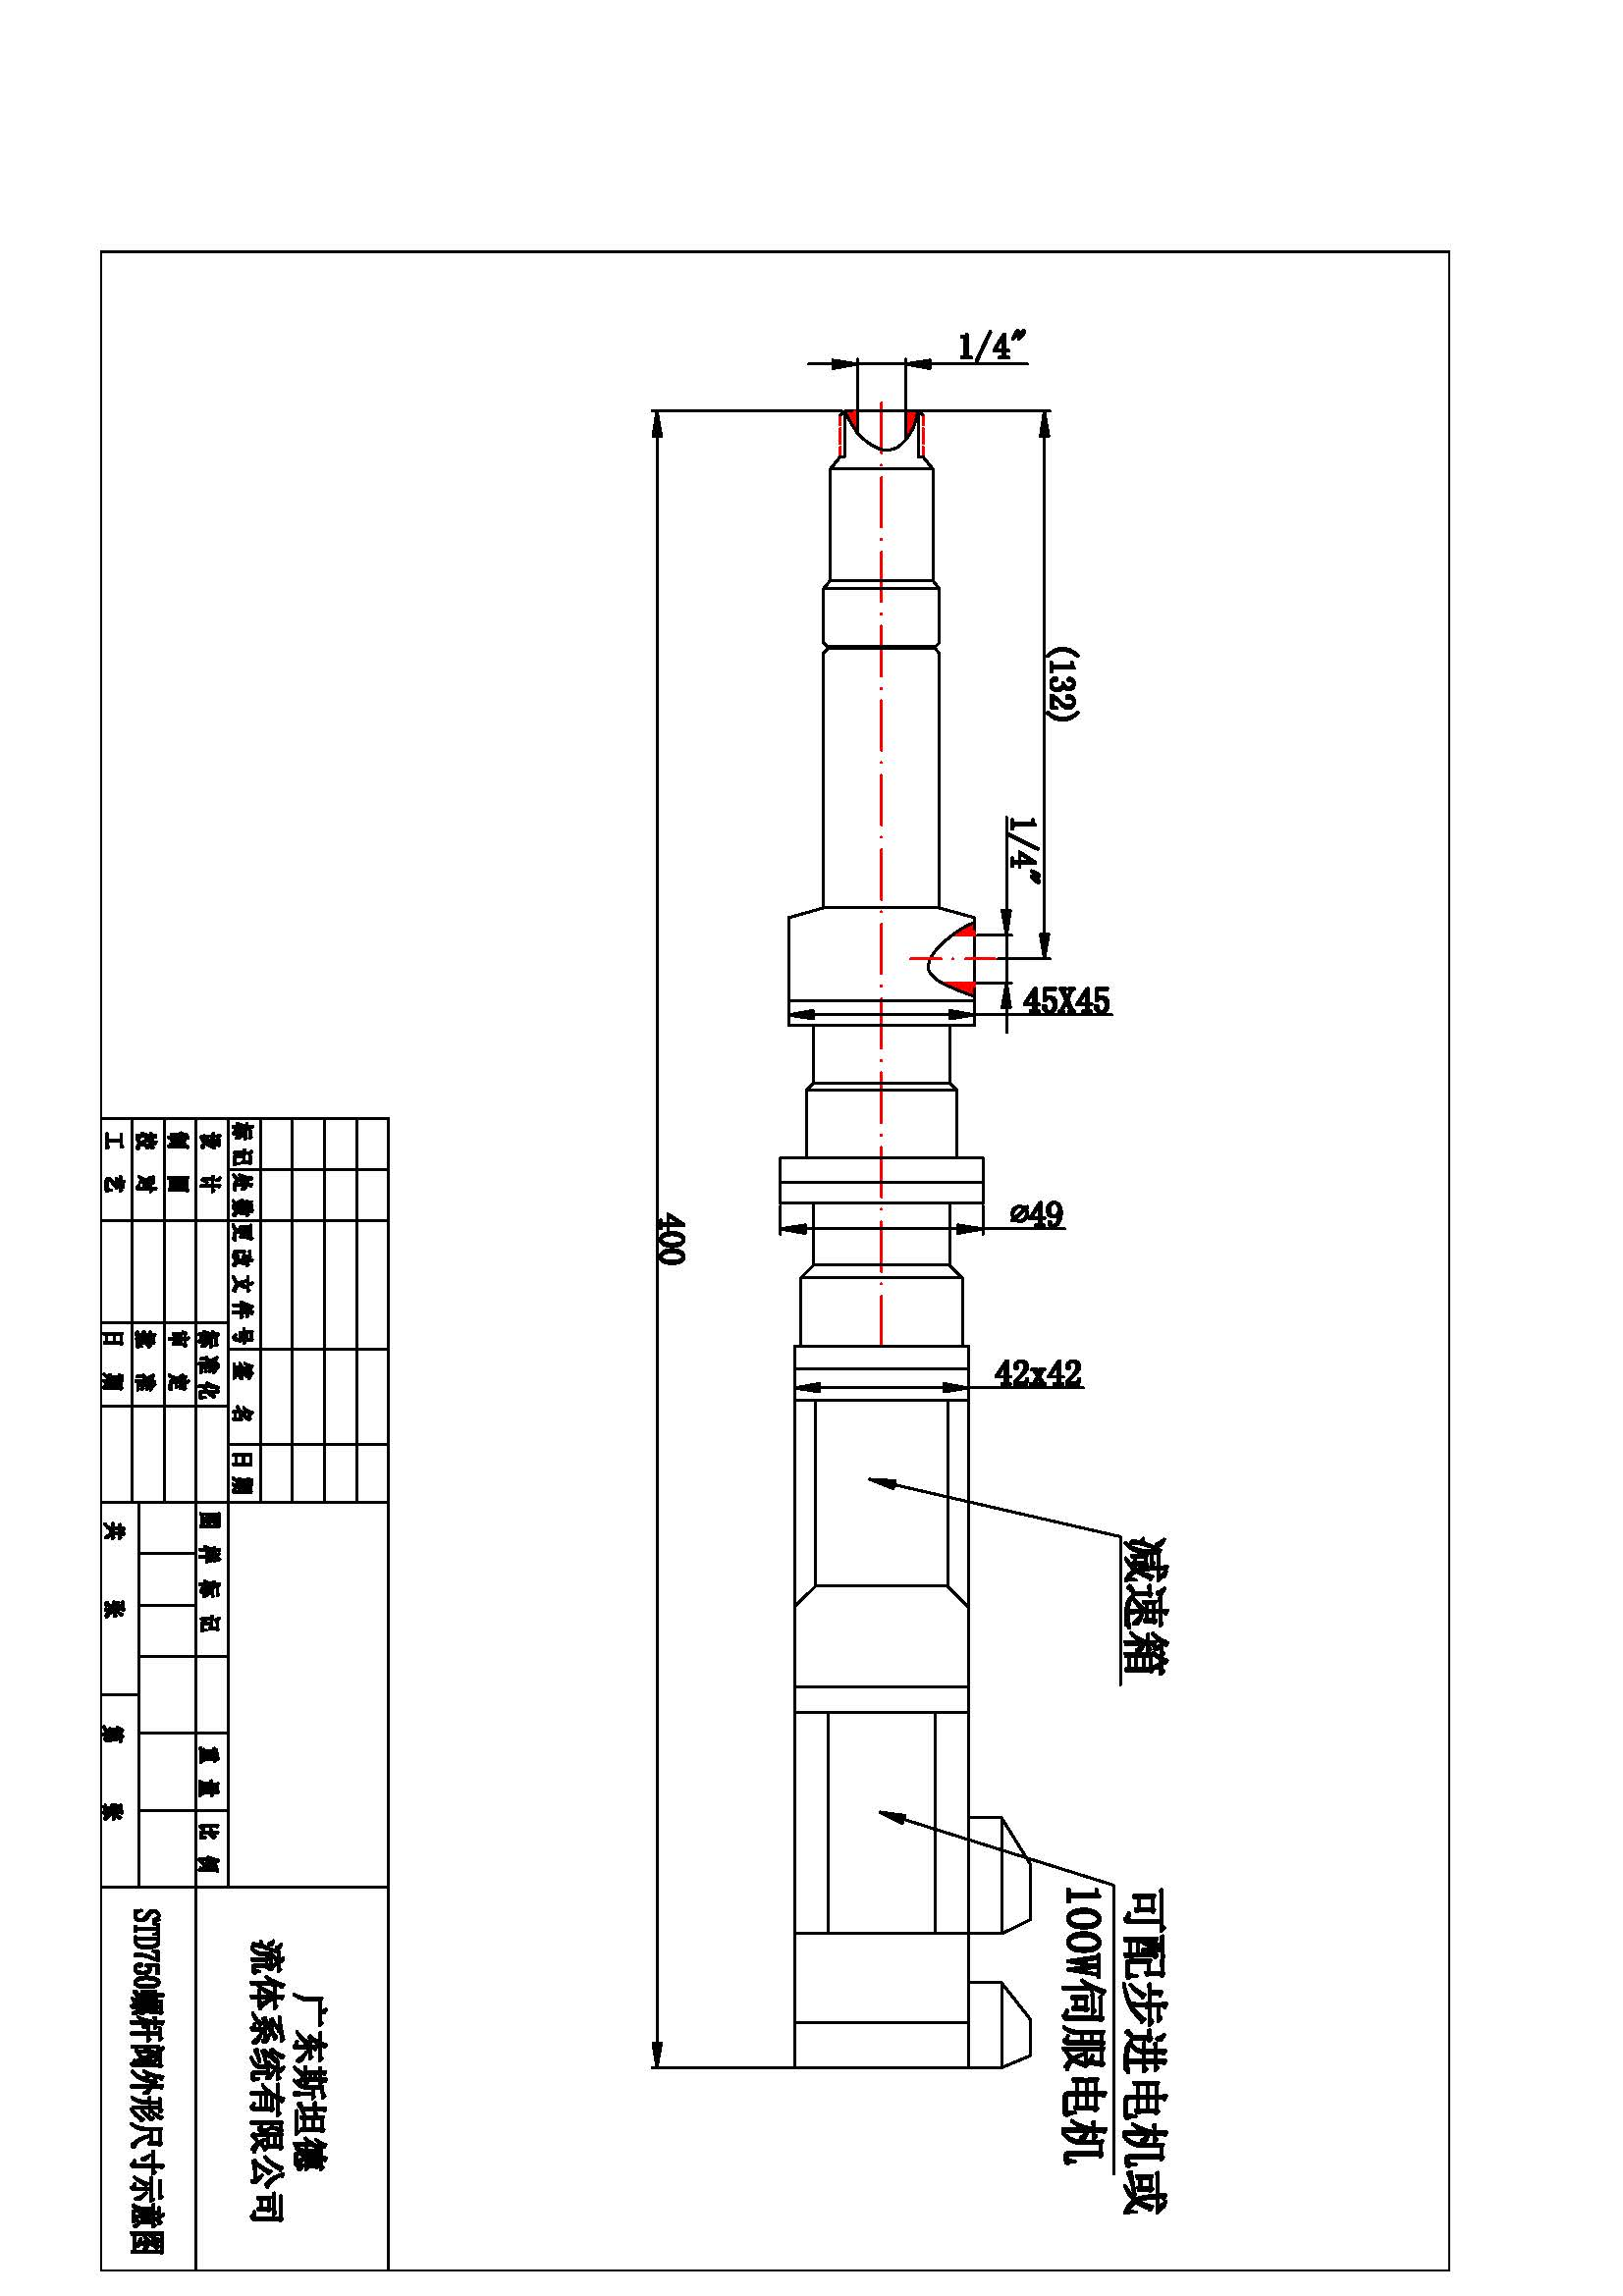 1/4"
(132)
1/4"
45X45
⌀49
400
42x42
减速箱
可配步进电机或
100W伺服电机
标记 处数 更改文件号 签名 日期
设计 标准化
制图 审定
校对 批准
工艺 日期
图样标记 重量 比例
共 张 第 张
广东斯坦德
流体系统有限公司
STD750螺杆阀外形尺寸示意图